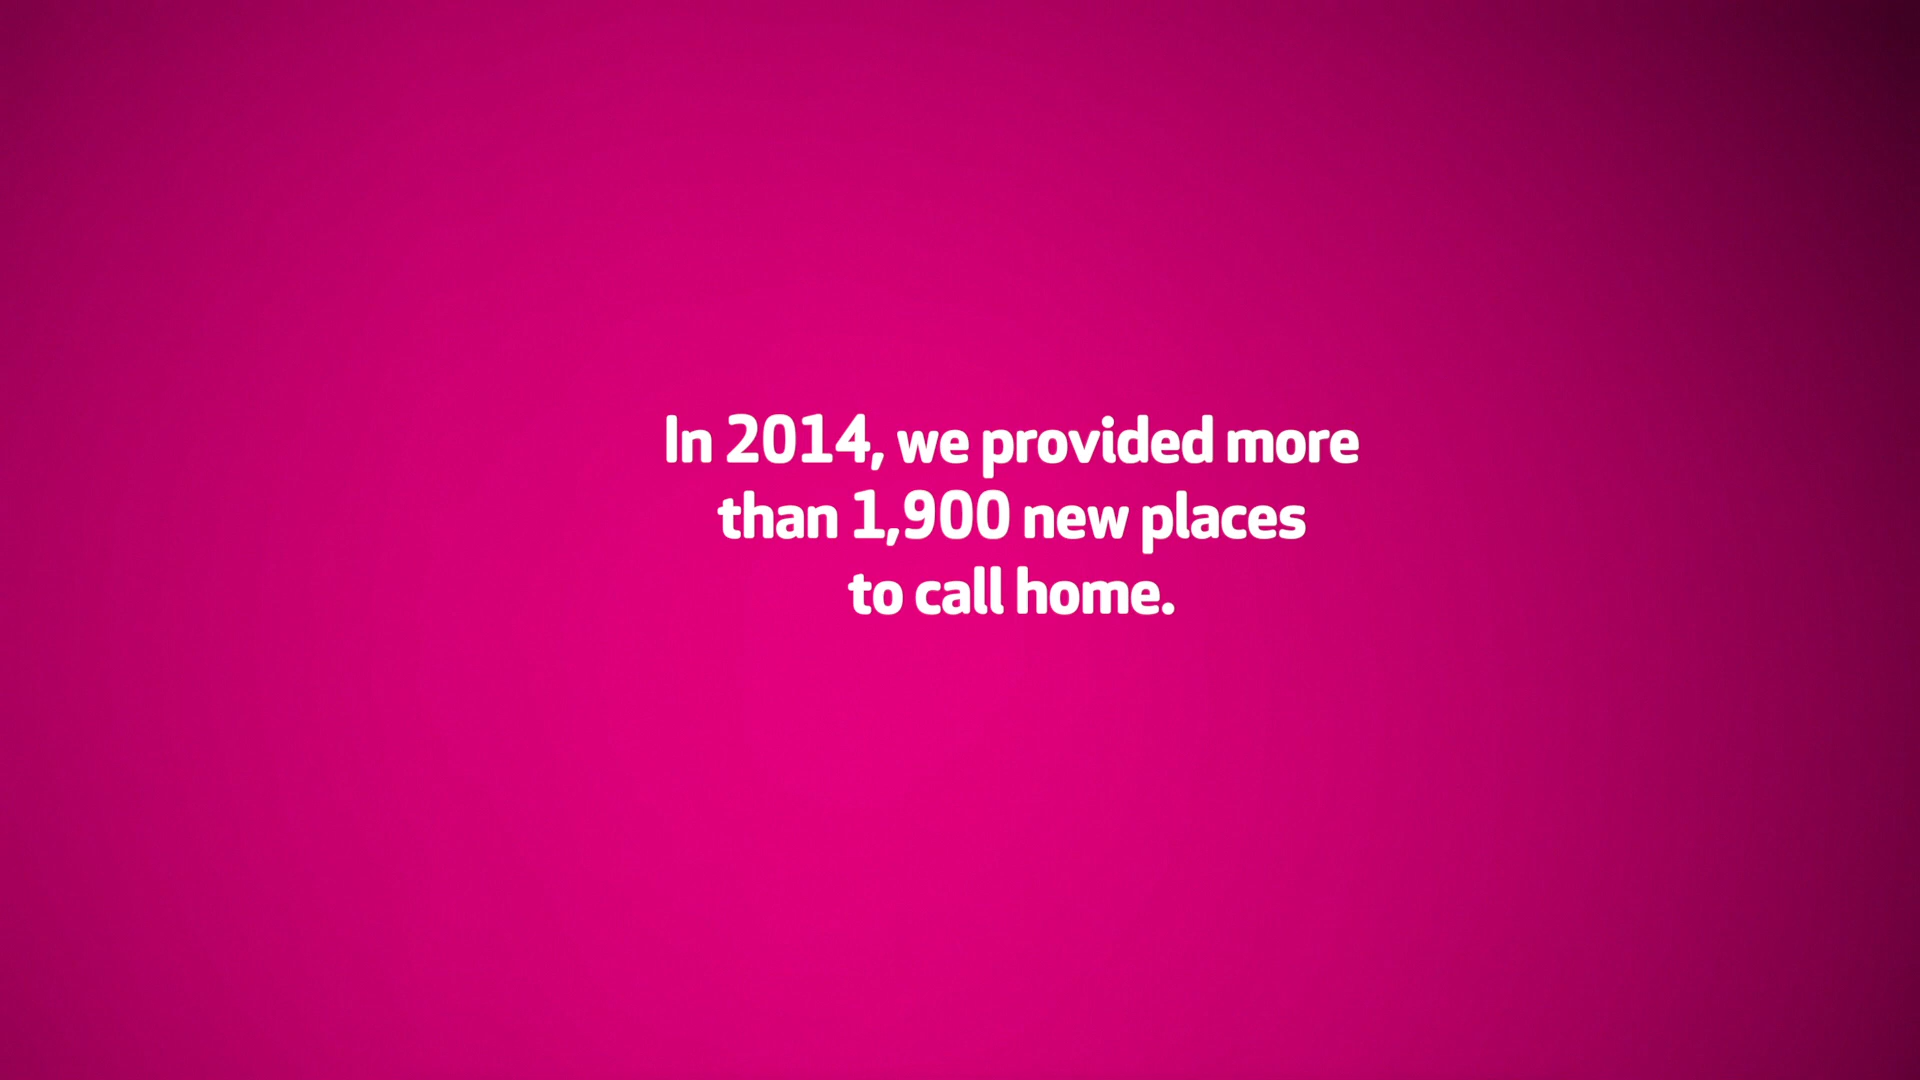 In 2014, we provided more
than 1,900 new places
to call home.